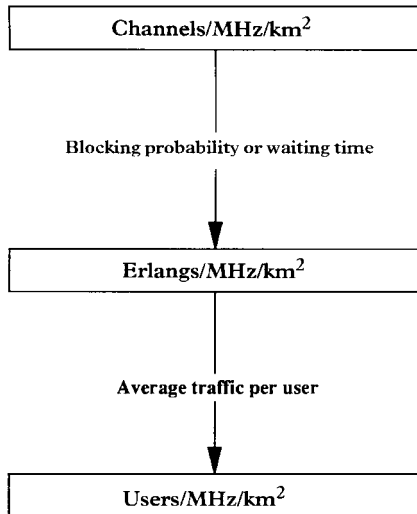 Channels/MHz/km²
Blocking probability or waiting time
Erlangs/MHz/km²
Average traffic per user
Users/MHz/km²